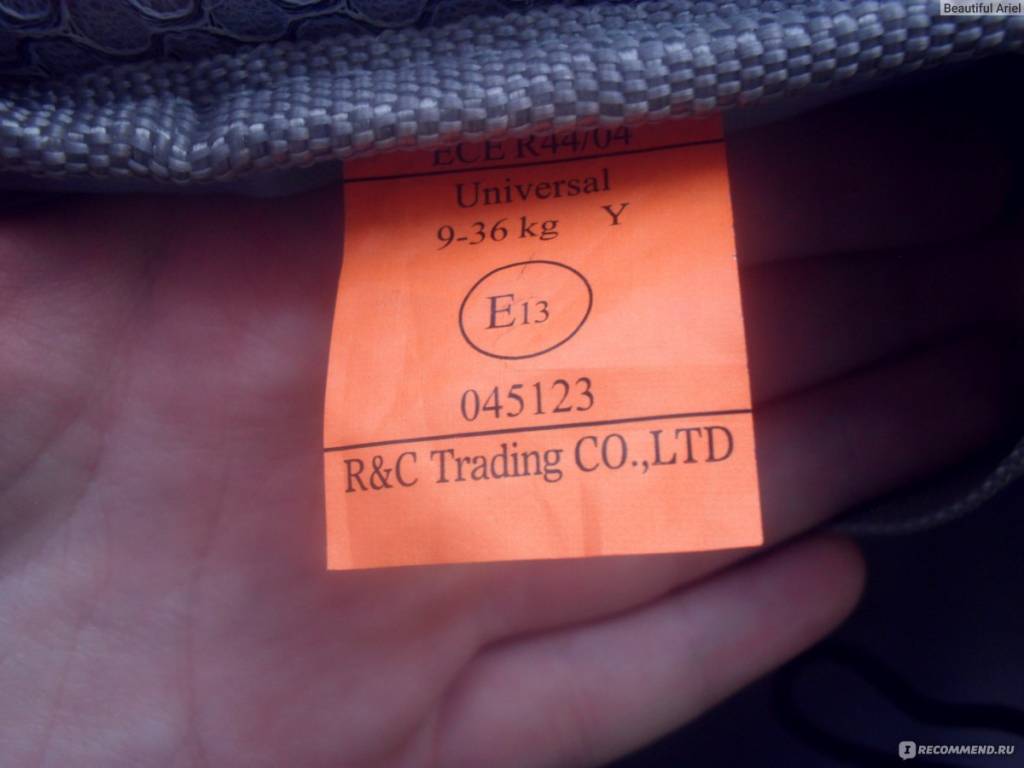 Beautiful Ariel
ECE R44/04
Universal
9-36 kg Y
E13
045123
R&C Trading CO.,LTD
RECOMMEND.RU